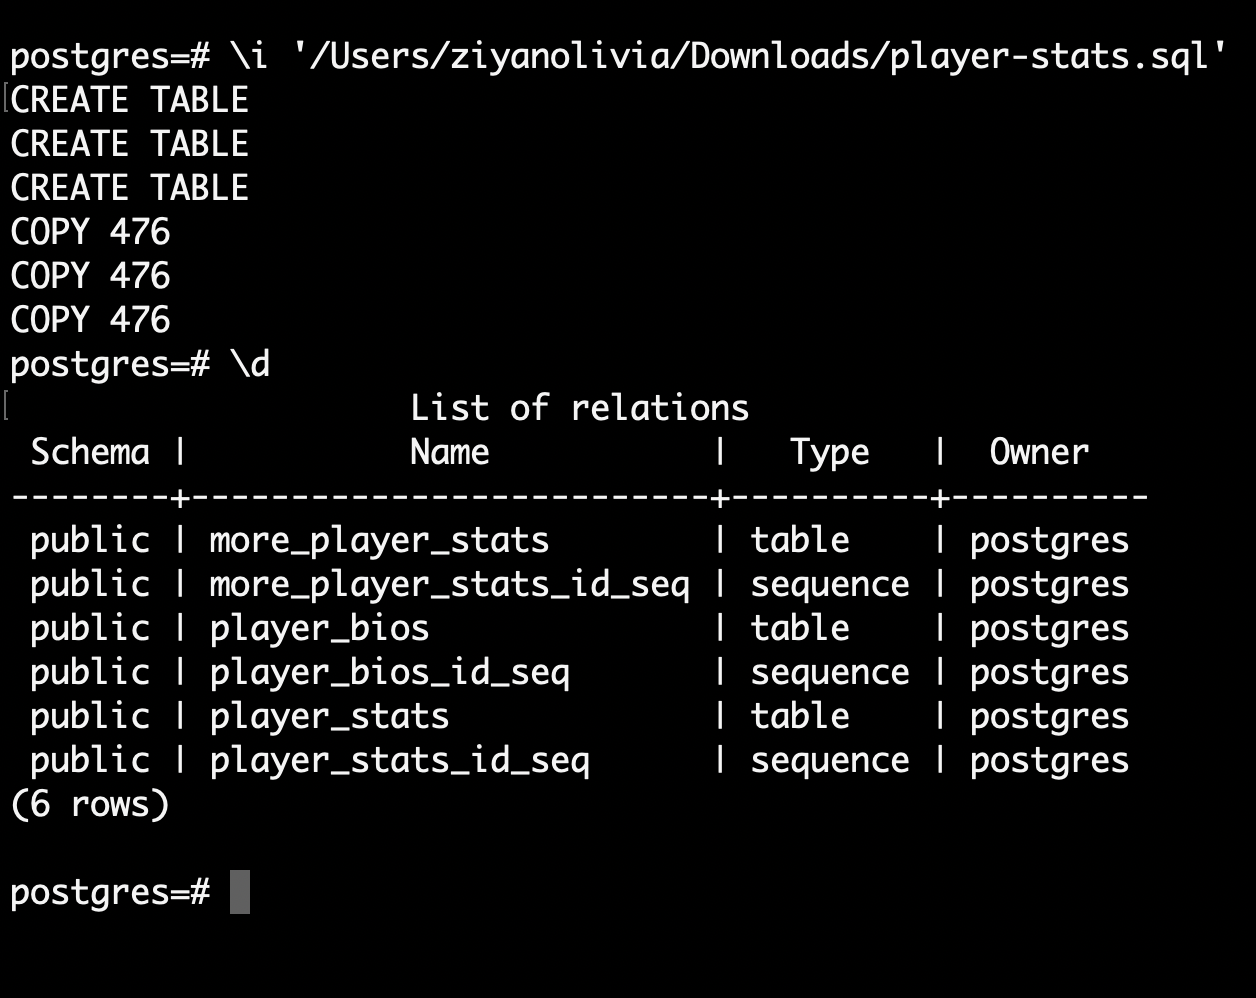 postgres=# \i '/Users/ziyanolivia/Downloads/player-stats.sql'
CREATE TABLE
CREATE TABLE
CREATE TABLE
COPY 476
COPY 476
COPY 476
postgres=# \d
                    List of relations
 Schema |           Name           |   Type   |  Owner
--------+--------------------------+----------+----------
 public | more_player_stats        | table    | postgres
 public | more_player_stats_id_seq | sequence | postgres
 public | player_bios              | table    | postgres
 public | player_bios_id_seq       | sequence | postgres
 public | player_stats             | table    | postgres
 public | player_stats_id_seq      | sequence | postgres
(6 rows)
postgres=#